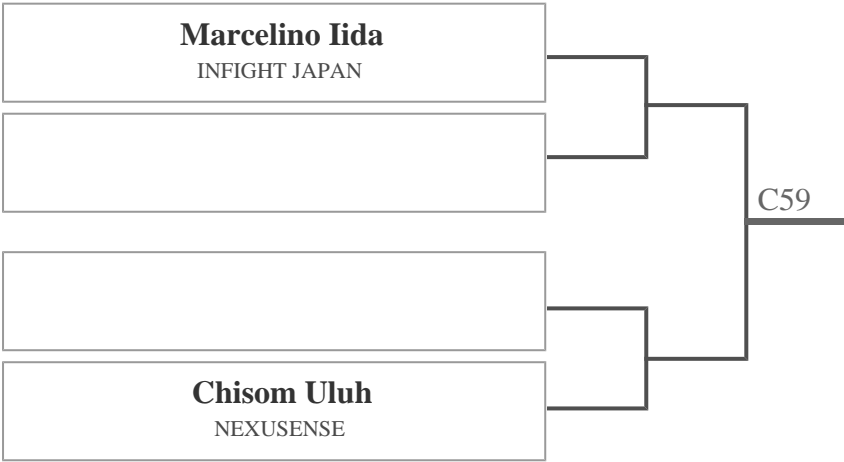 Marcelino Iida
INFIGHT JAPAN
C59
Chisom Uluh
NEXUSENSE